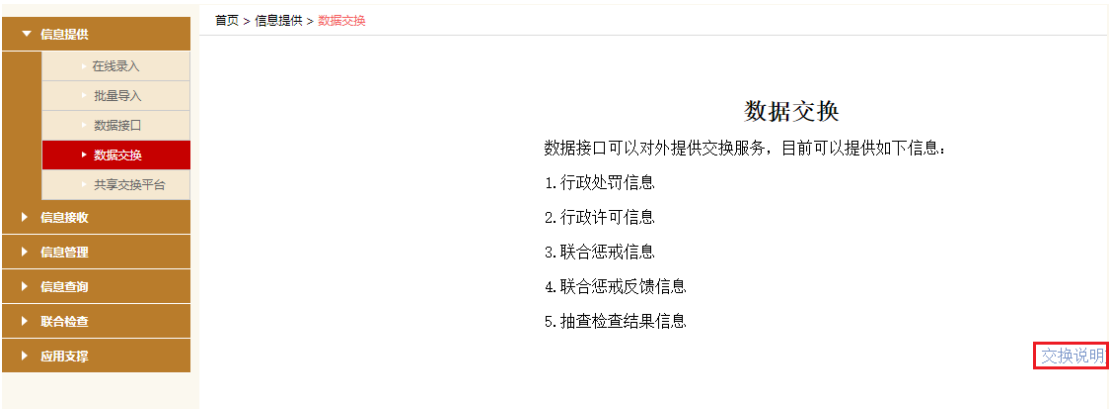 首页 > 信息提供 > 数据交换
信息提供
在线录入
批量导入
数据接口
数据交换
共享交换平台
信息接收
信息管理
信息查询
联合检查
应用支撑
数据交换
数据接口可以对外提供交换服务，目前可以提供如下信息：
1.行政处罚信息
2.行政许可信息
3.联合惩戒信息
4.联合惩戒反馈信息
5.抽查检查结果信息
交换说明